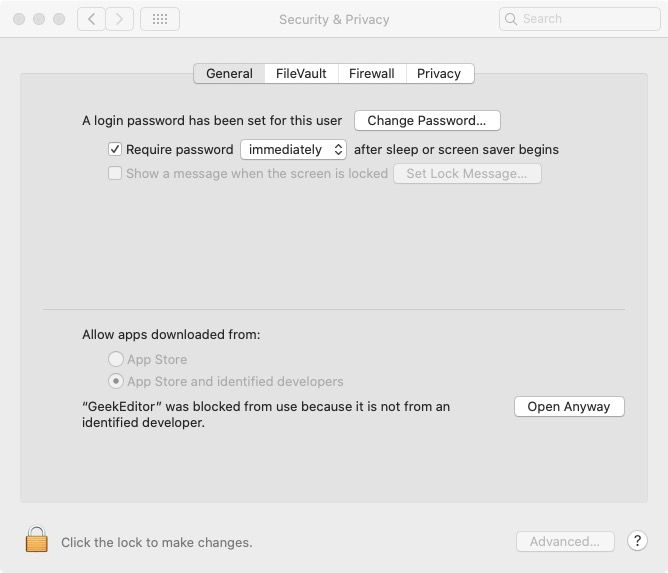 Security & Privacy
Search
General
FileVault
Firewall
Privacy
A login password has been set for this user
Change Password...
Require password
immediately
after sleep or screen saver begins
Show a message when the screen is locked
Set Lock Message...
Allow apps downloaded from:
App Store
App Store and identified developers
“GeekEditor” was blocked from use because it is not from an
identified developer.
Open Anyway
Click the lock to make changes.
Advanced...
?